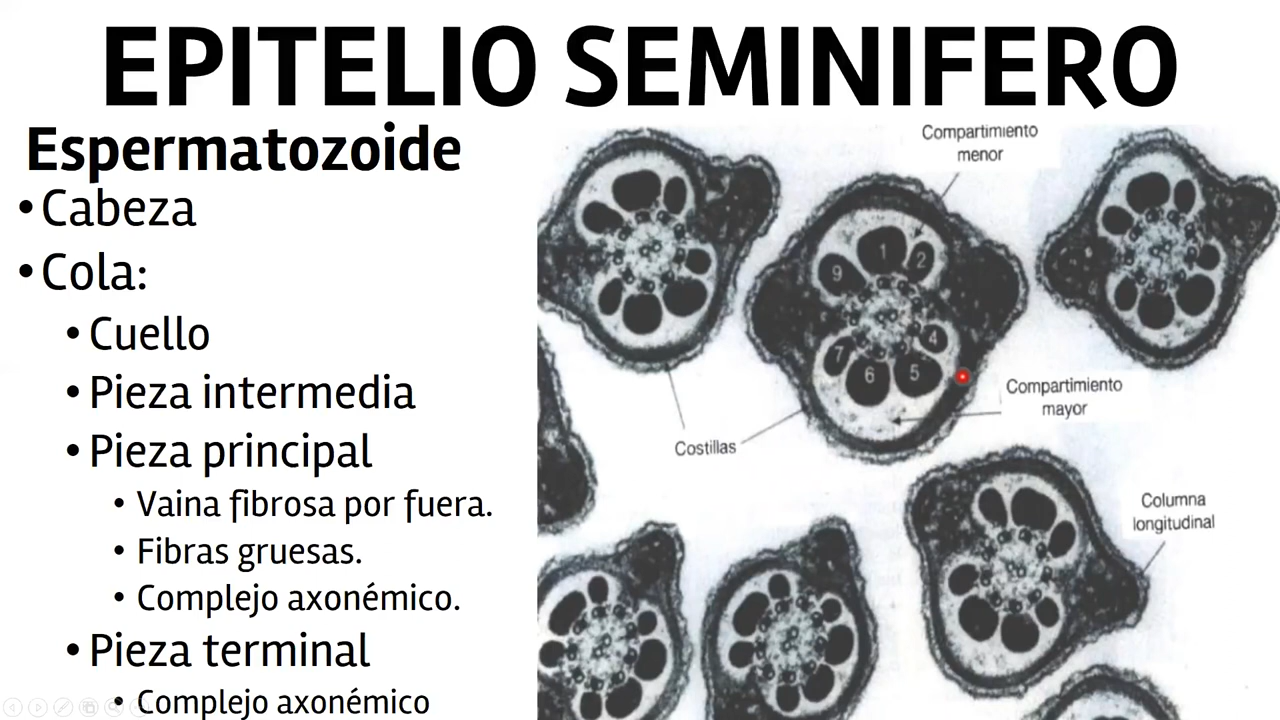 EPITELIO SEMINIFERO
Espermatozoide
• Cabeza
• Cola:
• Cuello
• Pieza intermedia
• Pieza principal
• Vaina fibrosa por fuera.
• Fibras gruesas.
• Complejo axonémico.
• Pieza terminal
• Complejo axonémico
Compartimiento
menor
1
2
9
4
7
6
5
Compartimiento
mayor
Costillas
Columna
longitudinal